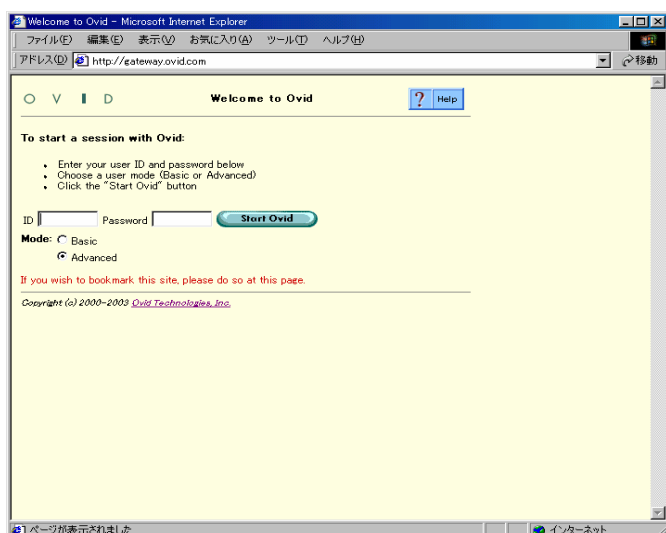 Welcome to Ovid - Microsoft Internet Explorer
ファイル(F) 編集(E) 表示(V) お気に入り(A) ツール(T) ヘルプ(H)
アドレス(D) http://gateway.ovid.com 移動
O V I D Welcome to Ovid ? Help
To start a session with Ovid:
• Enter your user ID and password below
• Choose a user mode (Basic or Advanced)
• Click the "Start Ovid" button
ID Password Start Ovid
Mode: Basic
Advanced
If you wish to bookmark this site, please do so at this page.
Copyright (c) 2000-2003 Ovid Technologies, Inc.
ページが表示されました インターネット